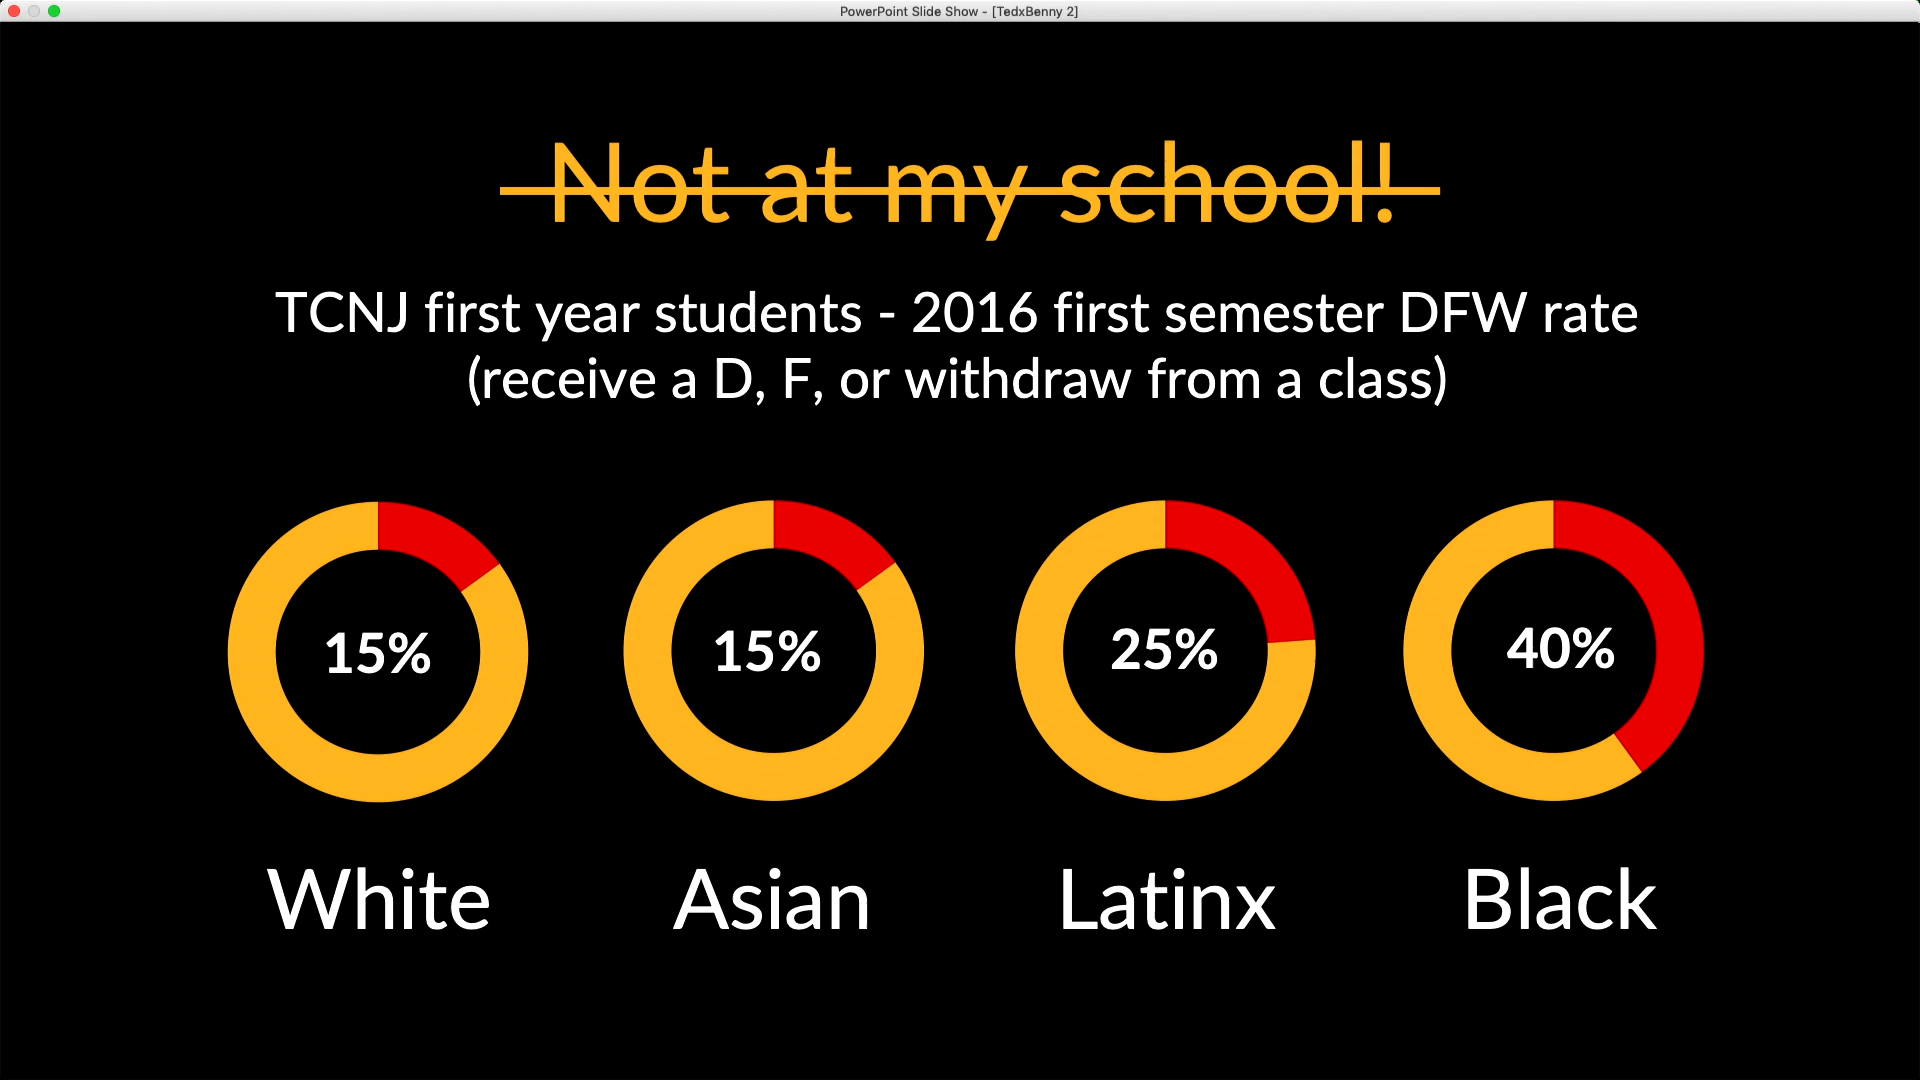 PowerPoint Slide Show - [TedxBenny 2]
Not at my school!
TCNJ first year students - 2016 first semester DFW rate
(receive a D, F, or withdraw from a class)
15% 15% 25% 40%
White Asian Latinx Black